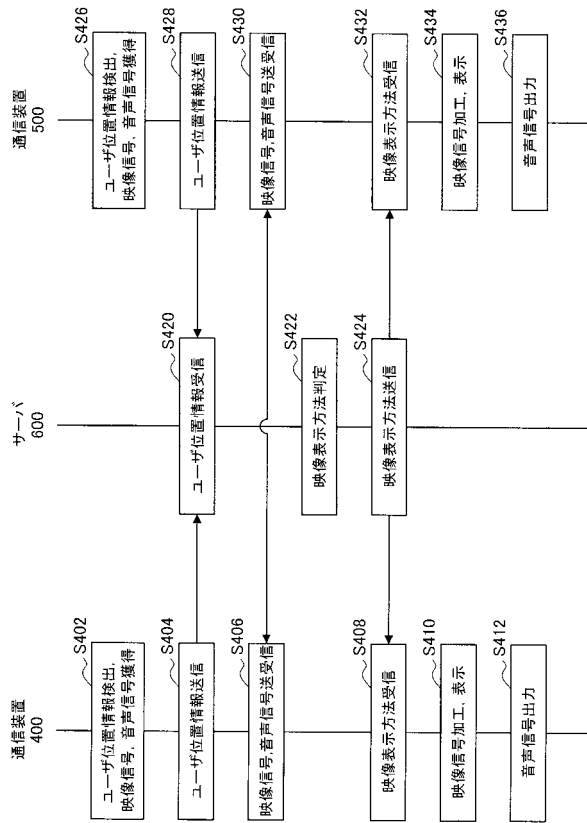 通信装置
400
サーバ
600
通信装置
500
S402
ユーザ位置情報検出,
映像信号, 音声信号獲得
S404
ユーザ位置情報送信
S406
映像信号,音声信号送受信
S408
映像表示方法受信
S410
映像信号加工, 表示
S412
音声信号出力
S420
ユーザ位置情報受信
S422
映像表示方法判定
S424
映像表示方法送信
S426
ユーザ位置情報検出,
映像信号, 音声信号獲得
S428
ユーザ位置情報送信
S430
映像信号,音声信号送受信
S432
映像表示方法受信
S434
映像信号加工, 表示
S436
音声信号出力